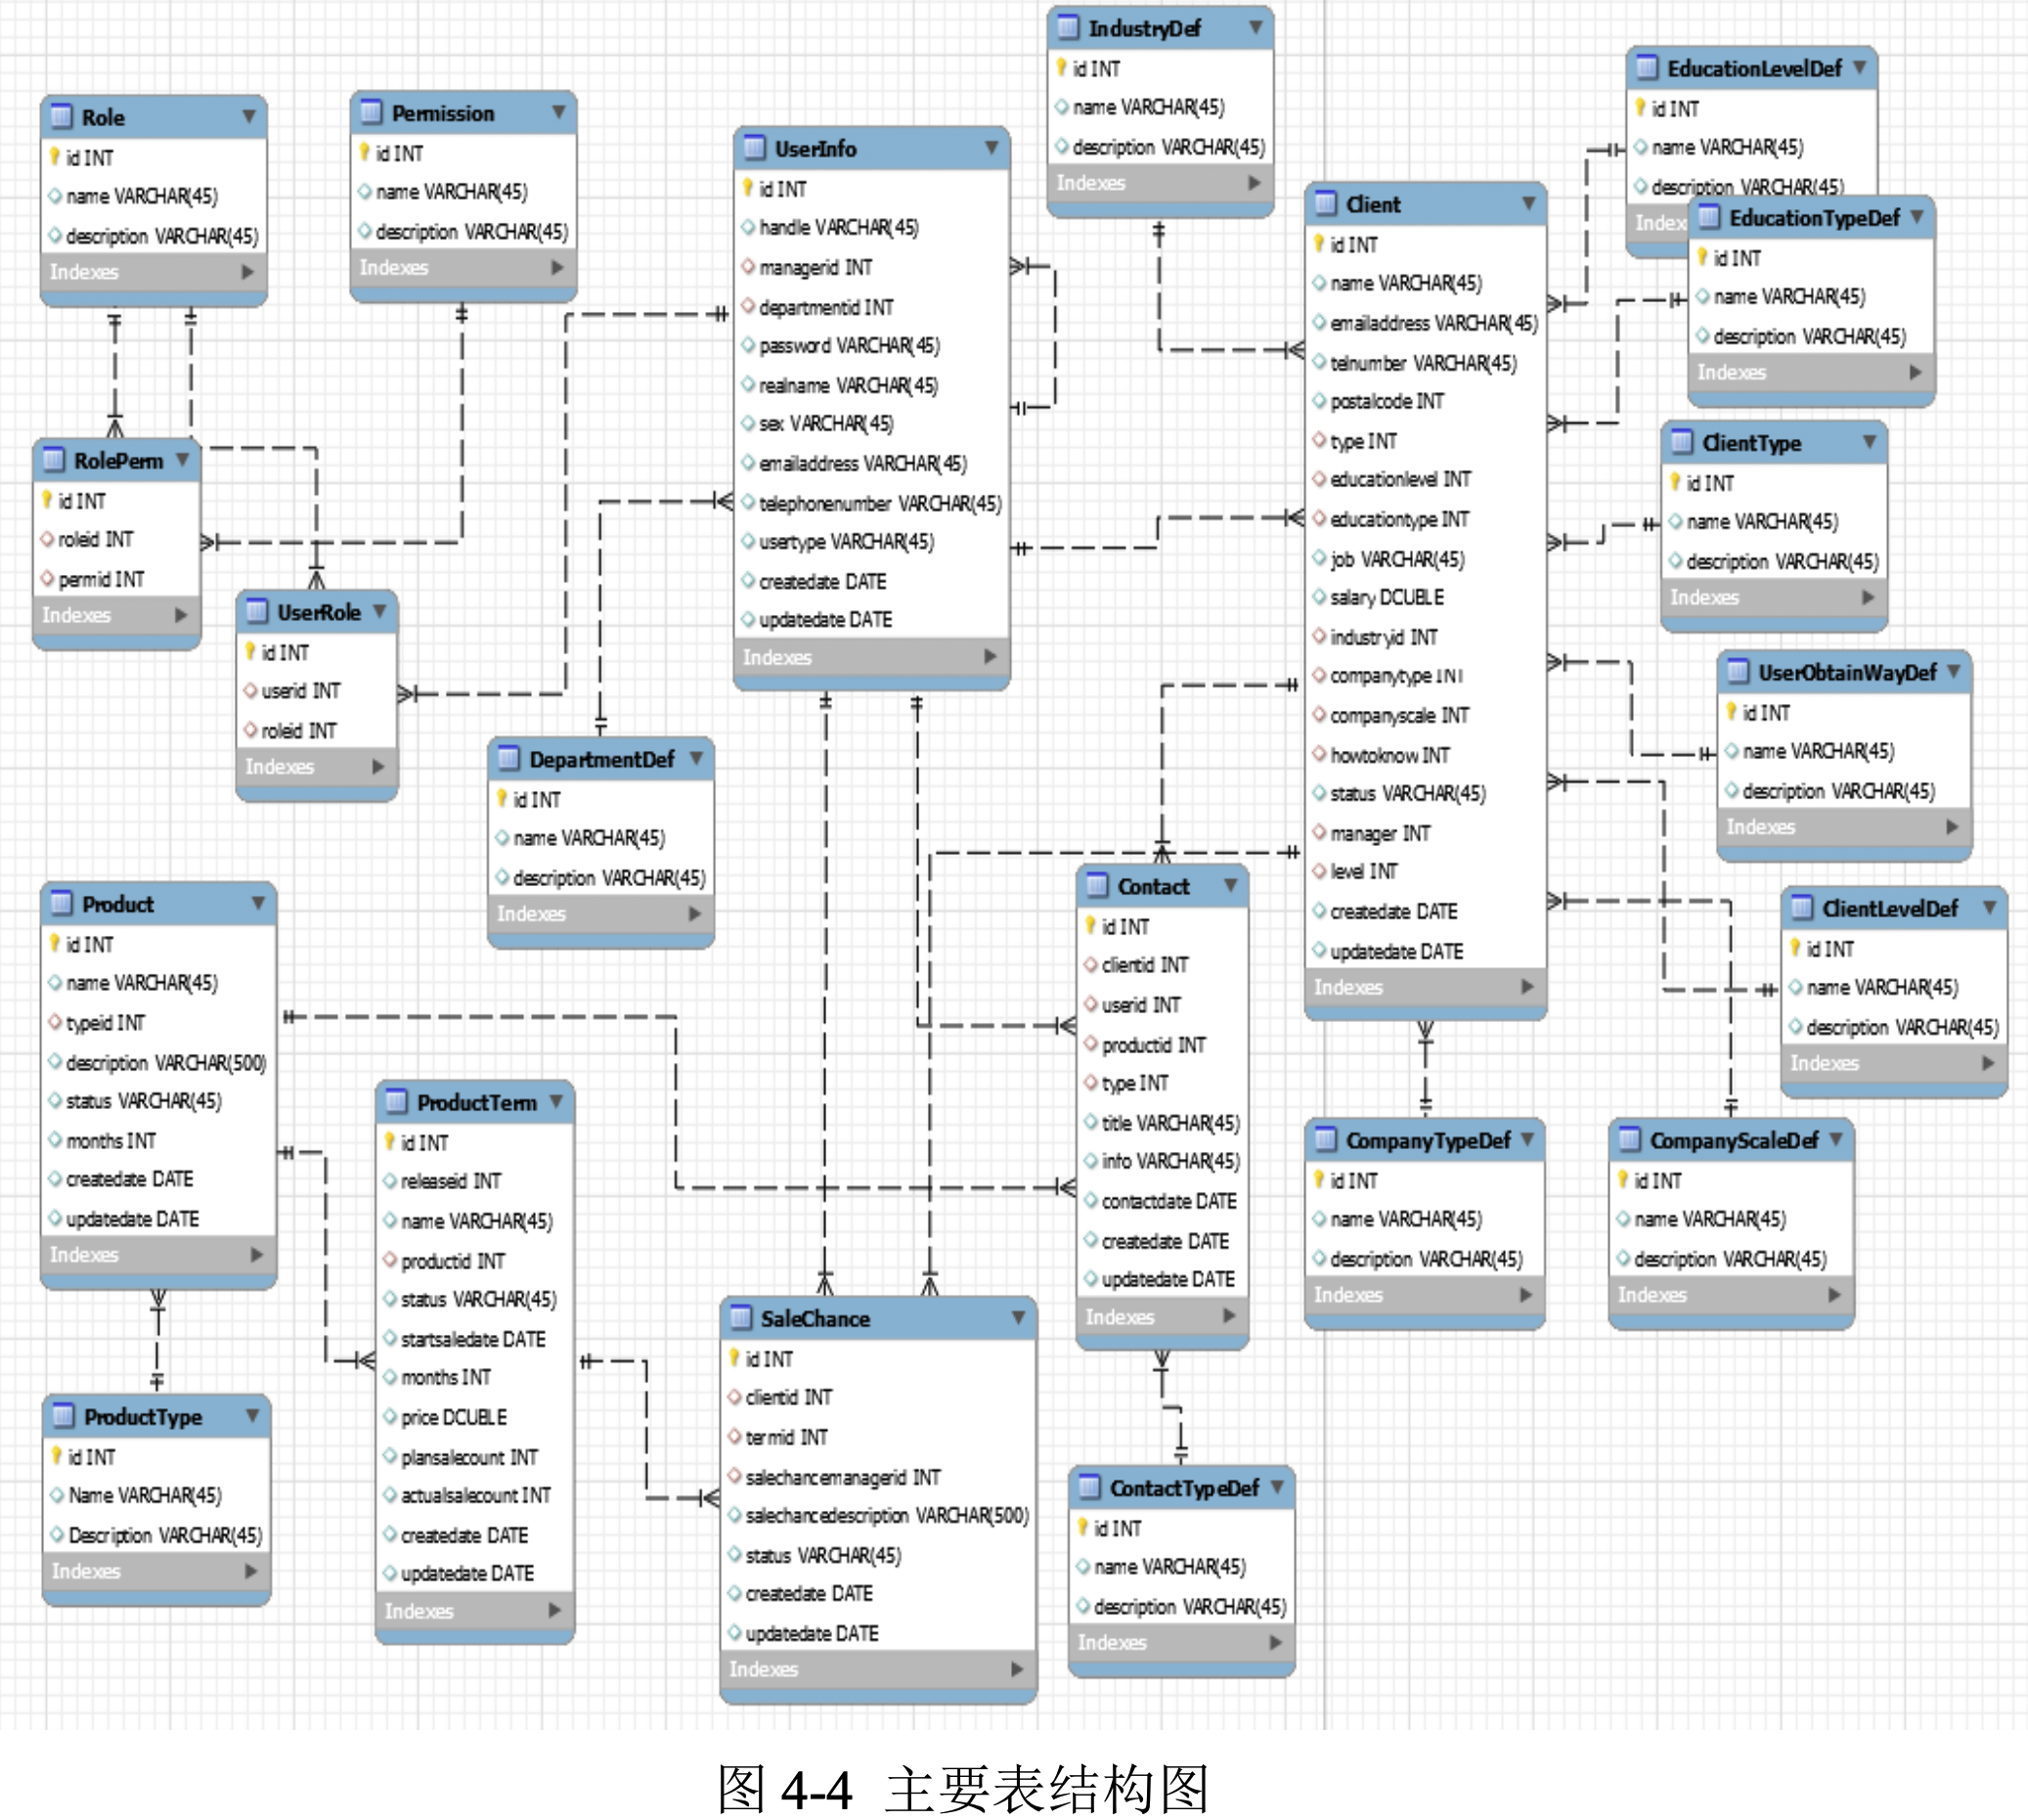 Role
id INT
name VARCHAR(45)
description VARCHAR(45)
Indexes
Permission
id INT
name VARCHAR(45)
description VARCHAR(45)
Indexes
UserInfo
id INT
handle VARCHAR(45)
managerid INT
departmentid INT
password VARCHAR(45)
realname VARCHAR(45)
sex VARCHAR(45)
emailaddress VARCHAR(45)
telephonenumber VARCHAR(45)
usertype VARCHAR(45)
createdate DATE
updatedate DATE
Indexes
IndustryDef
id INT
name VARCHAR(45)
description VARCHAR(45)
Indexes
Client
id INT
name VARCHAR(45)
emailaddress VARCHAR(45)
telnumber VARCHAR(45)
postalcode INT
type INT
educationlevel INT
educationtype INT
job VARCHAR(45)
salary DOUBLE
industryid INT
companytype INT
companyscale INT
howtoknow INT
status VARCHAR(45)
manager INT
level INT
createdate DATE
updatedate DATE
Indexes
EducationLevelDef
id INT
name VARCHAR(45)
description VARCHAR(45)
Index
EducationTypeDef
id INT
name VARCHAR(45)
description VARCHAR(45)
Indexes
ClientType
id INT
name VARCHAR(45)
description VARCHAR(45)
Indexes
UserObtainWayDef
id INT
name VARCHAR(45)
description VARCHAR(45)
Indexes
ClientLevelDef
id INT
name VARCHAR(45)
description VARCHAR(45)
Indexes
RolePerm
id INT
roleid INT
permid INT
Indexes
UserRole
id INT
userid INT
roleid INT
Indexes
DepartmentDef
id INT
name VARCHAR(45)
description VARCHAR(45)
Indexes
Product
id INT
name VARCHAR(45)
typeid INT
description VARCHAR(500)
status VARCHAR(45)
months INT
createdate DATE
updatedate DATE
Indexes
ProductTerm
id INT
releaseid INT
name VARCHAR(45)
productid INT
status VARCHAR(45)
startsaledate DATE
months INT
price DOUBLE
plansalecount INT
actualsalecount INT
createdate DATE
updatedate DATE
Indexes
ProductType
id INT
Name VARCHAR(45)
Description VARCHAR(45)
Indexes
SaleChance
id INT
clientid INT
termid INT
salechancemanagerid INT
salechancedescription VARCHAR(500)
status VARCHAR(45)
createdate DATE
updatedate DATE
Indexes
Contact
id INT
clientid INT
userid INT
productid INT
type INT
title VARCHAR(45)
info VARCHAR(45)
contactdate DATE
createdate DATE
updatedate DATE
Indexes
ContactTypeDef
id INT
name VARCHAR(45)
description VARCHAR(45)
Indexes
CompanyTypeDef
id INT
name VARCHAR(45)
description VARCHAR(45)
Indexes
CompanyScaleDef
id INT
name VARCHAR(45)
description VARCHAR(45)
Indexes
图 4-4 主要表结构图